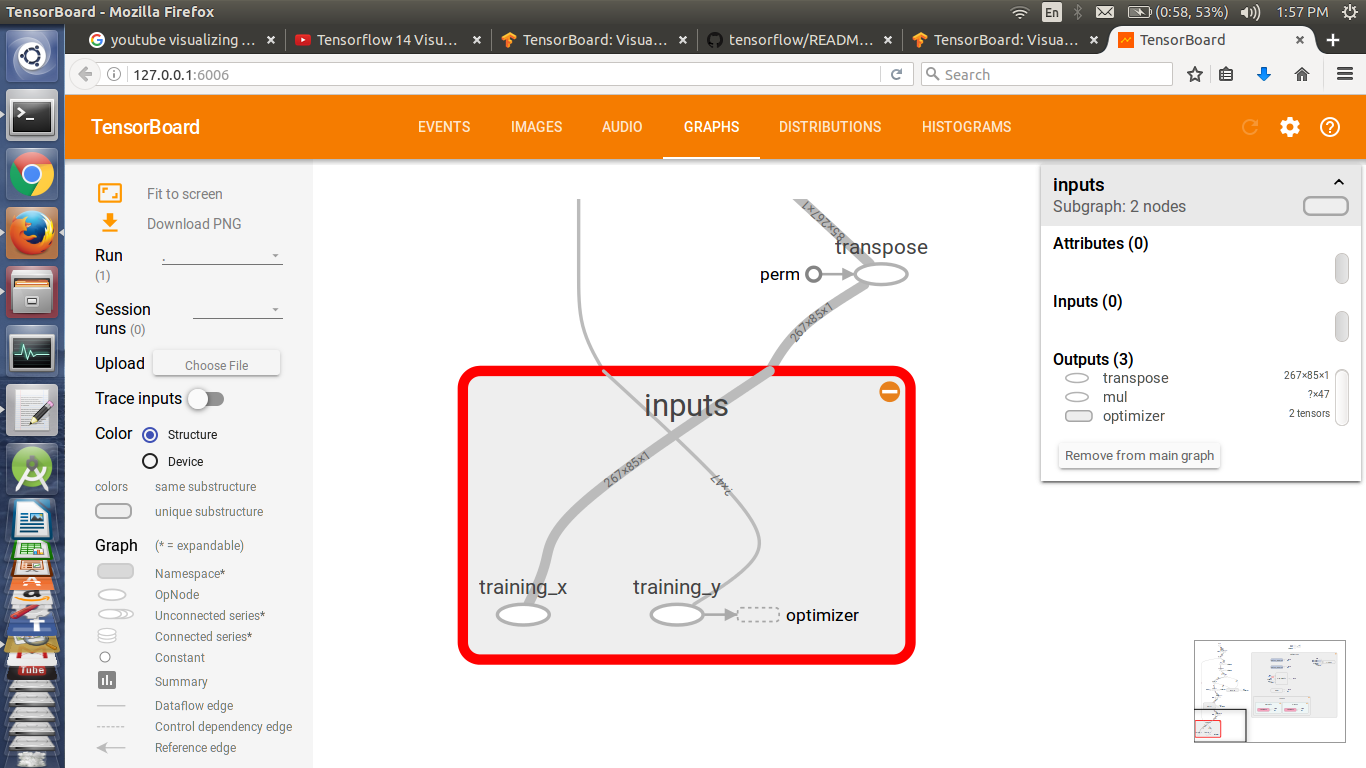 TensorBoard - Mozilla Firefox
En
(0:58, 53%)
1:57 PM
youtube visualizing ... ×
Tensorflow 14 Visu... ×
TensorBoard: Visua... ×
tensorflow/READM... ×
TensorBoard: Visua... ×
TensorBoard ×
127.0.0.1:6006
Search
TensorBoard
EVENTS
IMAGES
AUDIO
GRAPHS
DISTRIBUTIONS
HISTOGRAMS
Fit to screen
Download PNG
Run
(1)
.
Session
runs (0)
Upload
Choose File
Trace inputs
Color
Structure
Device
colors
same substructure
unique substructure
Graph
(* = expandable)
Namespace*
OpNode
Unconnected series*
Connected series*
Constant
Summary
Dataflow edge
Control dependency edge
Reference edge
85×267×1
transpose
perm
267×85×1
inputs
267×85×1
?×47
training_x
training_y
optimizer
inputs
Subgraph: 2 nodes
Attributes (0)
Inputs (0)
Outputs (3)
transpose
267×85×1
mul
?×47
optimizer
2 tensors
Remove from main graph
Tube